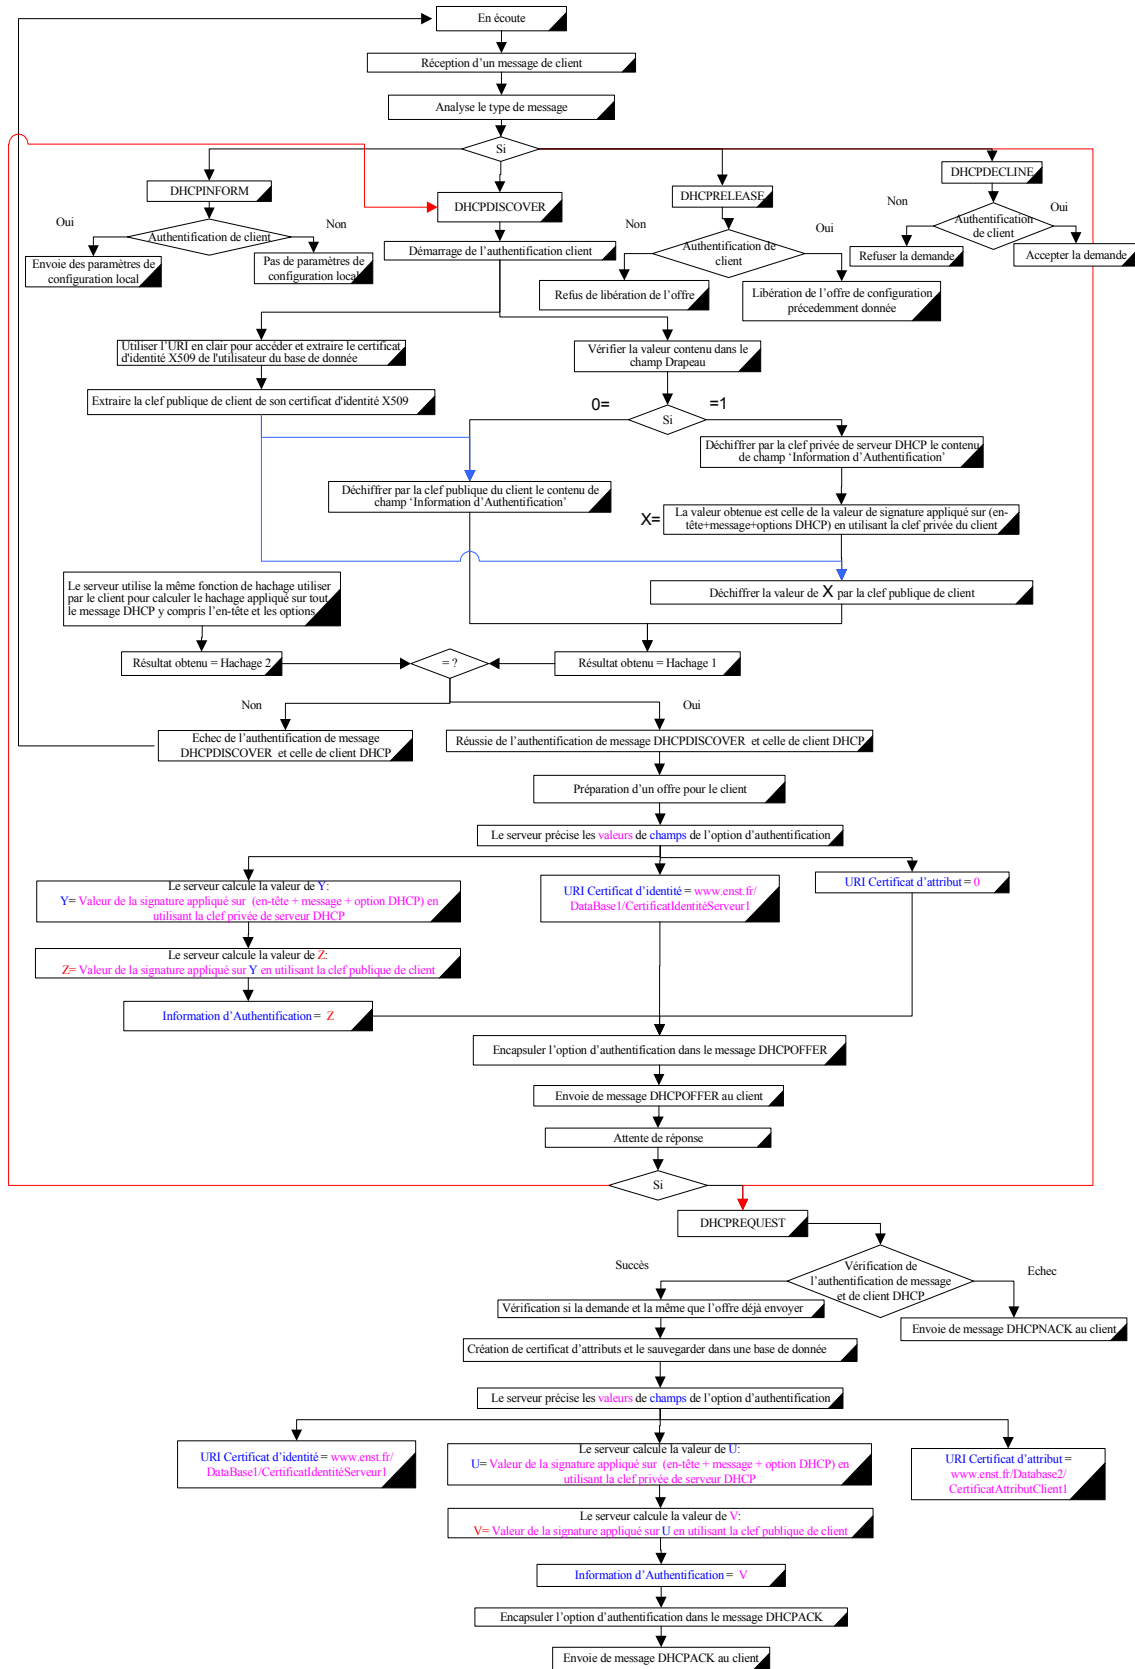 En écoute
Réception d’un message de client
Analyse le type de message
Si
DHCPINFORM
DHCPDISCOVER
DHCPRELEASE
DHCPDECLINE
Oui
Authentification de client
Non
Envoie des paramètres de
configuration local
Pas de paramètres de
configuration local
Démarrage de l’authentification client
Authentification de
client
Oui
Refus de libération de l’offre
Libération de l’offre de configuration
précedemment donnée
Non
Authentification
de client
Oui
Refuser la demande
Accepter la demande
Utiliser l’URI en clair pour accéder et extraire le certificat
d'identité X509 de l'utilisateur du base de donnée
Extraire la clef publique de client de son certificat d'identité X509
Vérifier la valeur contenu dans le
champ Drapeau
0=
Si
=1
Déchiffrer par la clef privée de serveur DHCP le contenu
de champ ‘Information d’Authentification’
Déchiffrer par la clef publique du client le contenu de
champ ‘Information d’Authentification’
X=
La valeur obtenue est celle de la valeur de signature appliqué sur (en-
tête+message+options DHCP) en utilisant la clef privée du client
Déchiffrer la valeur de X par la clef publique de client
Le serveur utilise la même fonction de hachage utiliser
par le client pour calculer le hachage appliqué sur tout
le message DHCP y compris l’en-tête et les options
Résultat obtenu = Hachage 2
= ?
Résultat obtenu = Hachage 1
Non
Oui
Echec de l’authentification de message
DHCPDISCOVER et celle de client DHCP
Réussie de l’authentification de message DHCPDISCOVER et celle de client DHCP
Préparation d’un offre pour le client
Le serveur précise les valeurs de champs de l’option d’authentification
Le serveur calcule la valeur de Y:
Y= Valeur de la signature appliqué sur (en-tête + message + option DHCP) en
utilisant la clef privée de serveur DHCP
URI Certificat d’identité = www.enst.fr/
DataBase1/CertificatIdentitéServeur1
URI Certificat d’attribut = 0
Le serveur calcule la valeur de Z:
Z= Valeur de la signature appliqué sur Y en utilisant la clef publique de client
Information d’Authentification = Z
Encapsuler l’option d’authentification dans le message DHCPOFFER
Envoie de message DHCPOFFER au client
Attente de réponse
Si
DHCPREQUEST
Succès
Vérification de
l’authentification de message
et de client DHCP
Echec
Vérification si la demande et la même que l’offre déjà envoyer
Envoie de message DHCPNACK au client
Création de certificat d’attributs et le sauvegarder dans une base de donnée
Le serveur précise les valeurs de champs de l’option d’authentification
URI Certificat d’identité = www.enst.fr/
DataBase1/CertificatIdentitéServeur1
Le serveur calcule la valeur de U:
U= Valeur de la signature appliqué sur (en-tête + message + option DHCP) en
utilisant la clef privée de serveur DHCP
URI Certificat d’attribut =
www.enst.fr/Database2/
CertificatAttributClient1
Le serveur calcule la valeur de V:
V= Valeur de la signature appliqué sur U en utilisant la clef publique de client
Information d’Authentification = V
Encapsuler l’option d’authentification dans le message DHCPACK
Envoie de message DHCPACK au client